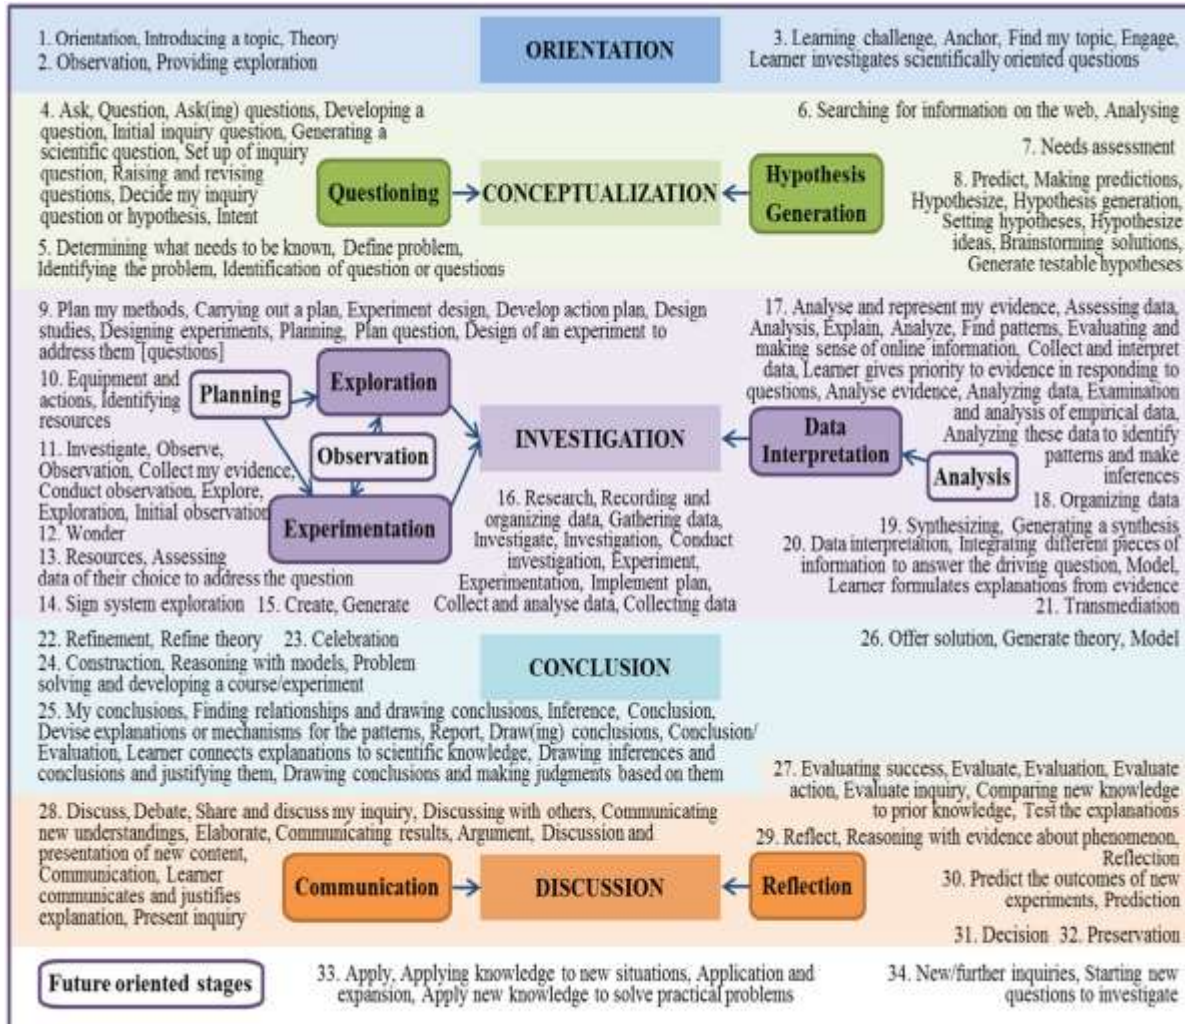 1. Orientation, Introducing a topic, Theory
2. Observation, Providing exploration
ORIENTATION
3. Learning challenge, Anchor, Find my topic, Engage,
Learner investigates scientifically oriented questions
4. Ask, Question, Ask(ing) questions, Developing a
question, Initial inquiry question, Generating a
scientific question, Set up of inquiry
question, Raising and revising
questions, Decide my inquiry
question or hypothesis, Intent
5. Determining what needs to be known, Define problem,
Identifying the problem, Identification of question or questions
Questioning
CONCEPTUALIZATION
Hypothesis
Generation
6. Searching for information on the web, Analysing
7. Needs assessment
8. Predict, Making predictions,
Hypothesize, Hypothesis generation,
Setting hypotheses, Hypothesize
ideas, Brainstorming solutions,
Generate testable hypotheses
9. Plan my methods, Carrying out a plan, Experiment design, Develop action plan, Design
studies, Designing experiments, Planning, Plan question, Design of an experiment to
address them [questions]
10. Equipment and
actions, Identifying
resources
Planning
Exploration
Observation
Experimentation
11. Investigate, Observe,
Observation, Collect my evidence,
Conduct observation, Explore,
Exploration, Initial observation
12. Wonder
13. Resources, Assessing
data of their choice to address the question
14. Sign system exploration
15. Create, Generate
INVESTIGATION
16. Research, Recording and
organizing data, Gathering data,
Investigate, Investigation, Conduct
investigation, Experiment,
Experimentation, Implement plan,
Collect and analyse data, Collecting data
Data
Interpretation
Analysis
17. Analyse and represent my evidence, Assessing data,
Analysis, Explain, Analyze, Find patterns, Evaluating and
making sense of online information, Collect and interpret
data, Learner gives priority to evidence in responding to
questions, Analyse evidence, Analyzing data, Examination
and analysis of empirical data,
Analyzing these data to identify
patterns and make
inferences
18. Organizing data
19. Synthesizing, Generating a synthesis
20. Data interpretation, Integrating different pieces of
information to answer the driving question, Model,
Learner formulates explanations from evidence
21. Transmediation
22. Refinement, Refine theory
23. Celebration
24. Construction, Reasoning with models, Problem
solving and developing a course/experiment
CONCLUSION
25. My conclusions, Finding relationships and drawing conclusions, Inference, Conclusion,
Devise explanations or mechanisms for the patterns, Report, Draw(ing) conclusions, Conclusion/
Evaluation, Learner connects explanations to scientific knowledge, Drawing inferences and
conclusions and justifying them, Drawing conclusions and making judgments based on them
26. Offer solution, Generate theory, Model
27. Evaluating success, Evaluate, Evaluation, Evaluate
action, Evaluate inquiry, Comparing new knowledge
to prior knowledge, Test the explanations
28. Discuss, Debate, Share and discuss my inquiry, Discussing with others, Communicating
new understandings, Elaborate, Communicating results, Argument, Discussion and
presentation of new content,
Communication, Learner
communicates and justifies
explanation, Present inquiry
Communication
DISCUSSION
Reflection
29. Reflect, Reasoning with evidence about phenomenon,
Reflection
30. Predict the outcomes of new
experiments, Prediction
31. Decision 32. Preservation
Future oriented stages
33. Apply, Applying knowledge to new situations, Application and
expansion, Apply new knowledge to solve practical problems
34. New/further inquiries, Starting new
questions to investigate